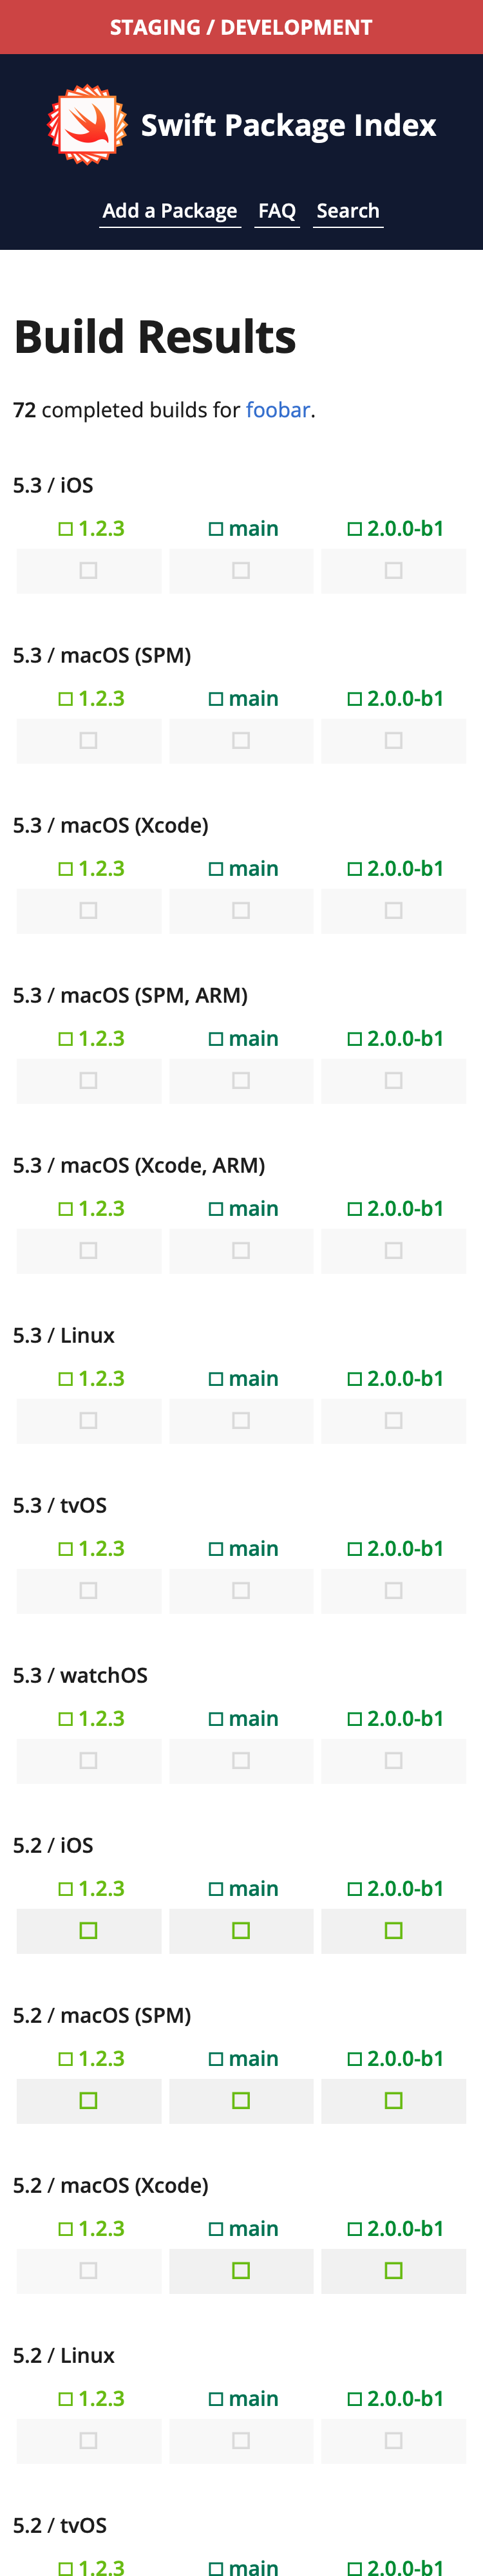 STAGING / DEVELOPMENT
Swift Package Index
Add a Package FAQ Search
Build Results
72 completed builds for foobar.
5.3 / iOS
1.2.3 main 2.0.0-b1
5.3 / macOS (SPM)
1.2.3 main 2.0.0-b1
5.3 / macOS (Xcode)
1.2.3 main 2.0.0-b1
5.3 / macOS (SPM, ARM)
1.2.3 main 2.0.0-b1
5.3 / macOS (Xcode, ARM)
1.2.3 main 2.0.0-b1
5.3 / Linux
1.2.3 main 2.0.0-b1
5.3 / tvOS
1.2.3 main 2.0.0-b1
5.3 / watchOS
1.2.3 main 2.0.0-b1
5.2 / iOS
1.2.3 main 2.0.0-b1
5.2 / macOS (SPM)
1.2.3 main 2.0.0-b1
5.2 / macOS (Xcode)
1.2.3 main 2.0.0-b1
5.2 / Linux
1.2.3 main 2.0.0-b1
5.2 / tvOS
1.2.3 main 2.0.0-b1